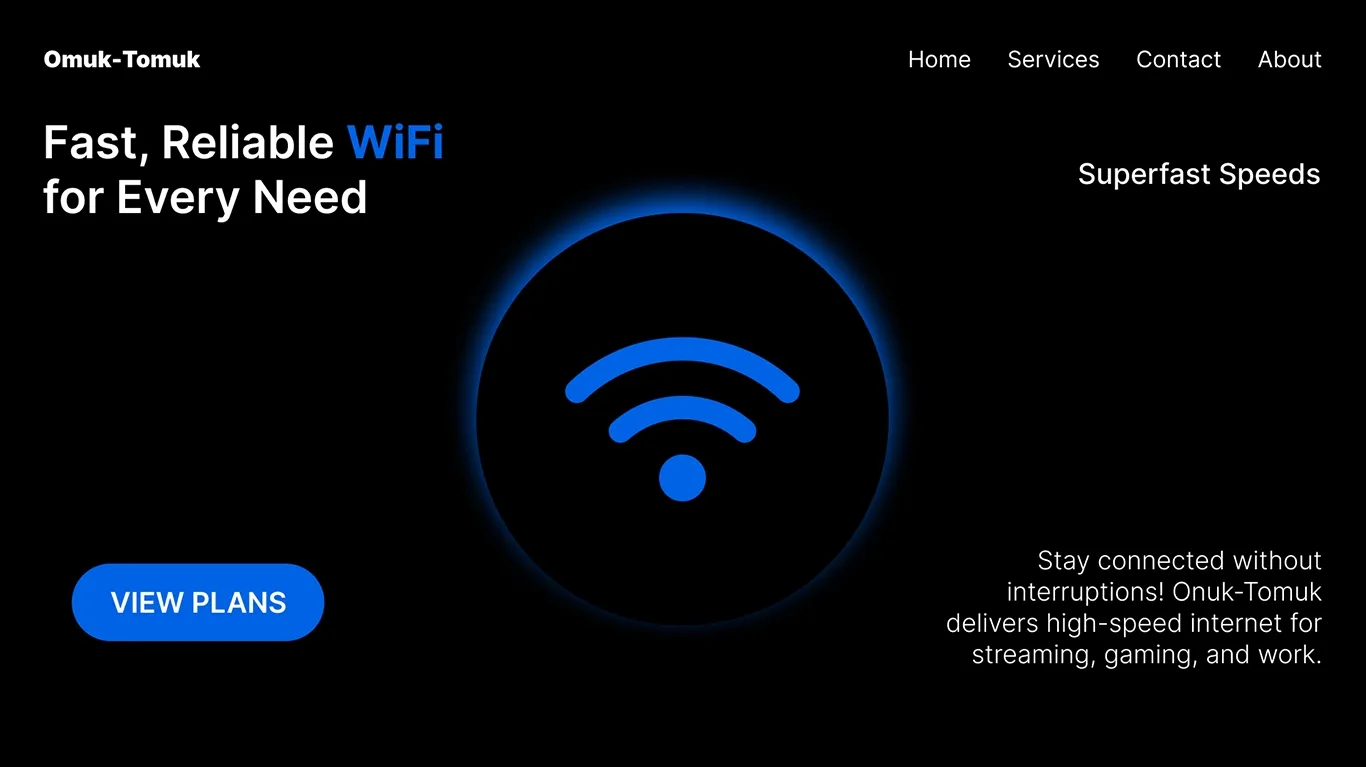 Omuk-Tomuk
Home Services Contact About
Fast, Reliable WiFi
for Every Need
Superfast Speeds
VIEW PLANS
Stay connected without
interruptions! Onuk-Tomuk
delivers high-speed internet for
streaming, gaming, and work.